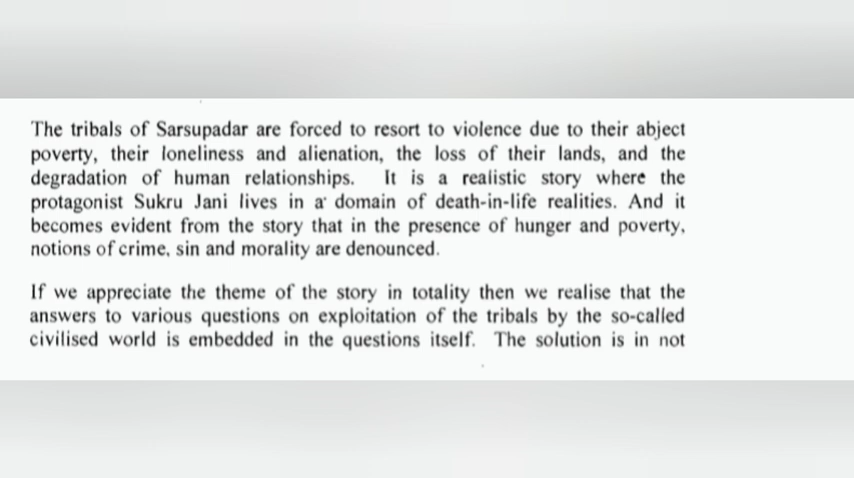 The tribals of Sarsupadar are forced to resort to violence due to their abject
poverty, their loneliness and alienation, the loss of their lands, and the
degradation of human relationships. It is a realistic story where the
protagonist Sukru Jani lives in a domain of death-in-life realities. And it
becomes evident from the story that in the presence of hunger and poverty,
notions of crime, sin and morality are denounced.
If we appreciate the theme of the story in totality then we realise that the
answers to various questions on exploitation of the tribals by the so-called
civilised world is embedded in the questions itself. The solution is in not